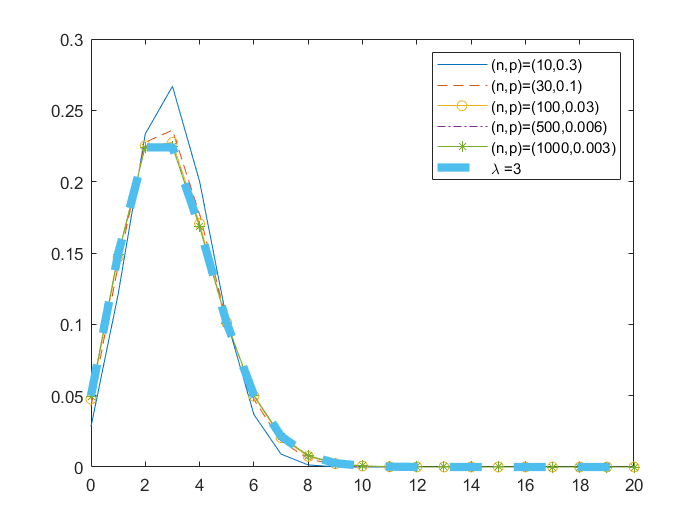 0.3
0.25
0.2
0.15
0.1
0.05
0
0 2 4 6 8 10 12 14 16 18 20
(n,p)=(10,0.3)
(n,p)=(30,0.1)
(n,p)=(100,0.03)
(n,p)=(500,0.006)
(n,p)=(1000,0.003)
λ =3